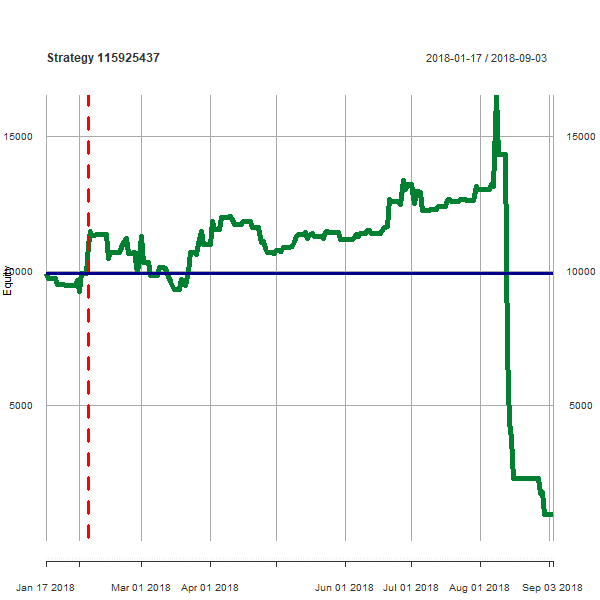 Strategy 115925437
2018-01-17 / 2018-09-03
15000 15000
10000 10000
Equity
5000 5000
Jan 17 2018 Mar 01 2018 Apr 01 2018 Jun 01 2018 Jul 01 2018 Aug 01 2018 Sep 03 2018